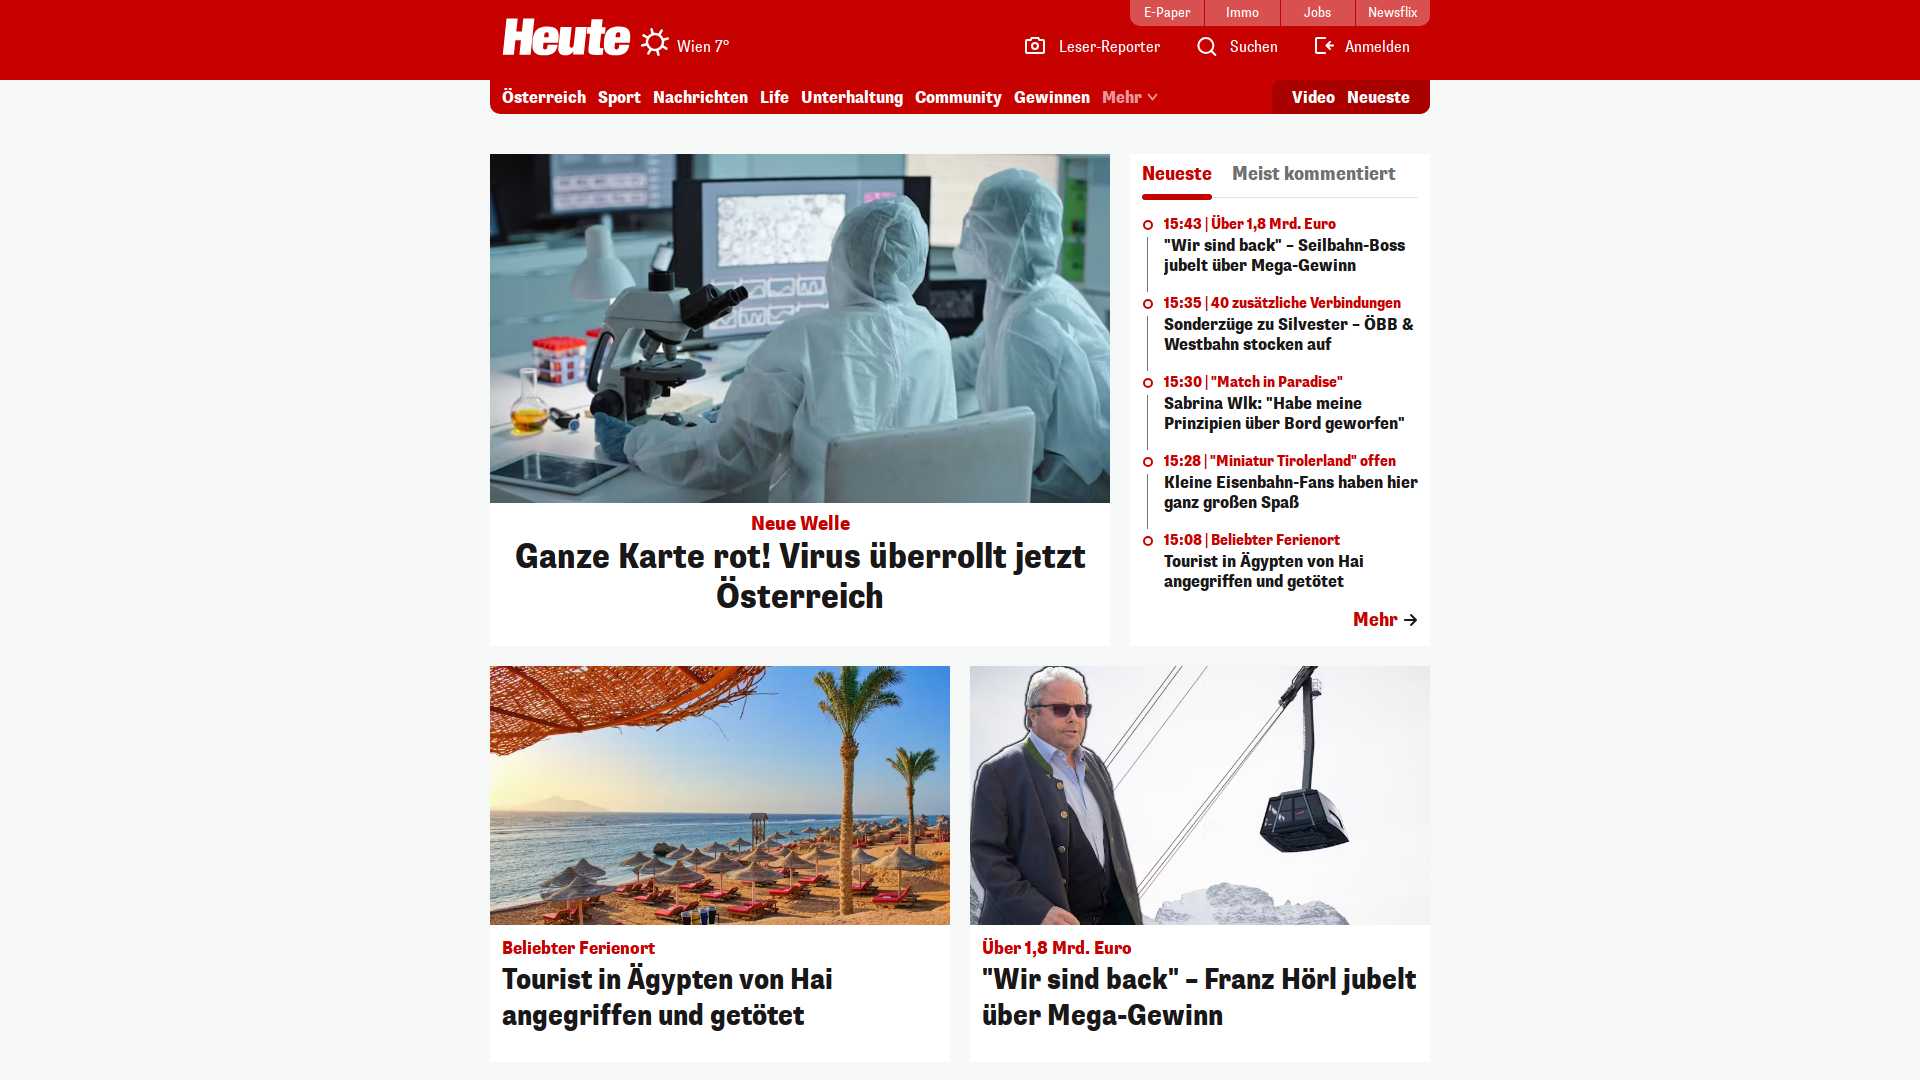 E-Paper Immo Jobs Newsflix
Heute Wien 7° Leser-Reporter Suchen Anmelden
Österreich Sport Nachrichten Life Unterhaltung Community Gewinnen Mehr Video Neueste
Neue Welle
Ganze Karte rot! Virus überrollt jetzt
Österreich
Neueste Meist kommentiert
15:43 | Über 1,8 Mrd. Euro
"Wir sind back" – Seilbahn-Boss
jubelt über Mega-Gewinn
15:35 | 40 zusätzliche Verbindungen
Sonderzüge zu Silvester – ÖBB &
Westbahn stocken auf
15:30 | "Match in Paradise"
Sabrina Wlk: "Habe meine
Prinzipien über Bord geworfen"
15:28 | "Miniatur Tirolerland" offen
Kleine Eisenbahn-Fans haben hier
ganz großen Spaß
15:08 | Beliebter Ferienort
Tourist in Ägypten von Hai
angegriffen und getötet
Mehr
Beliebter Ferienort
Tourist in Ägypten von Hai
angegriffen und getötet
Über 1,8 Mrd. Euro
"Wir sind back" – Franz Hörl jubelt
über Mega-Gewinn